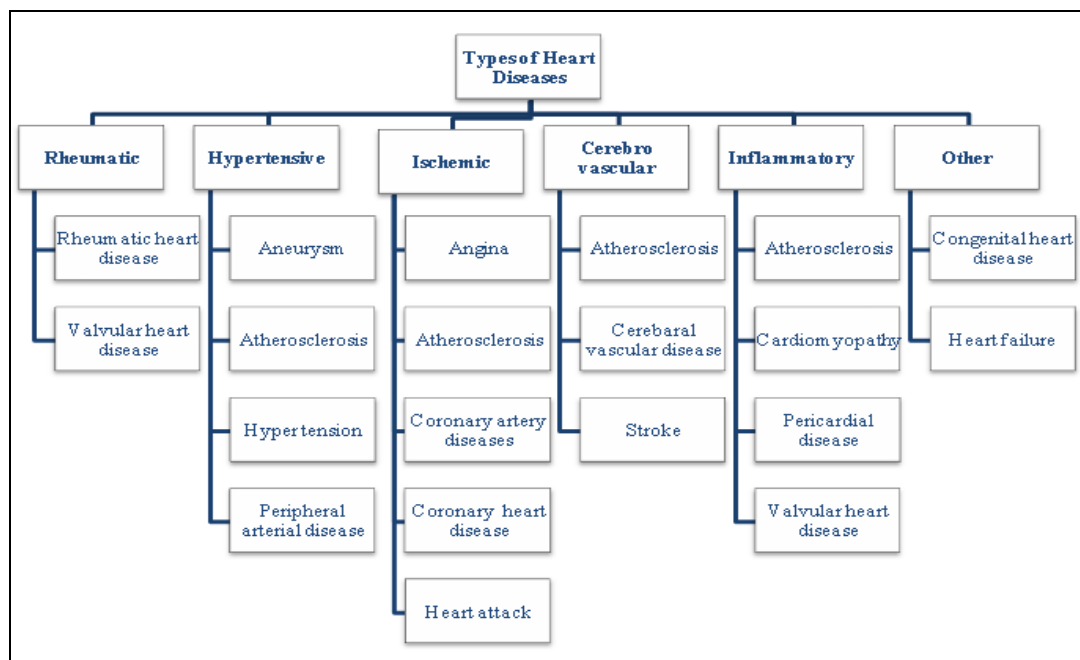 Types of Heart
Diseases
Rheumatic
Rheumatic heart
disease
Valvular heart
disease
Hypertensive
Aneurysm
Atherosclerosis
Hypertension
Peripheral
arterial disease
Ischemic
Angina
Atherosclerosis
Coronary artery
diseases
Coronary heart
disease
Heart attack
Cerebro
vascular
Atherosclerosis
Cerebaral
vascular disease
Stroke
Inflammatory
Atherosclerosis
Cardiomyopathy
Pericardial
disease
Valvular heart
disease
Other
Congenital heart
disease
Heart failure